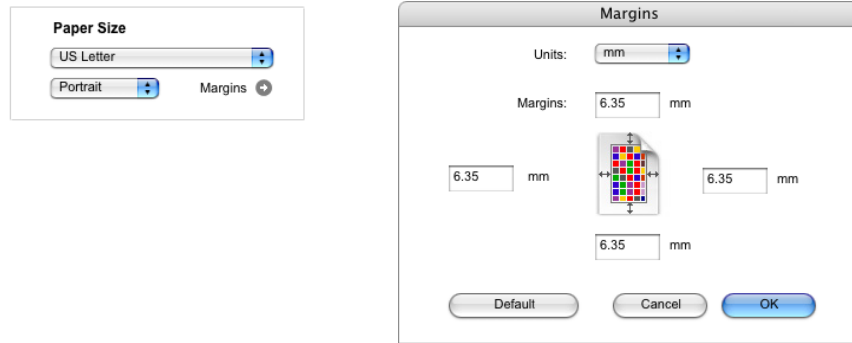 Paper Size
US Letter
Portrait Margins
Margins
Units: mm
Margins: 6.35 mm
6.35 mm 6.35 mm
6.35 mm
Default Cancel OK